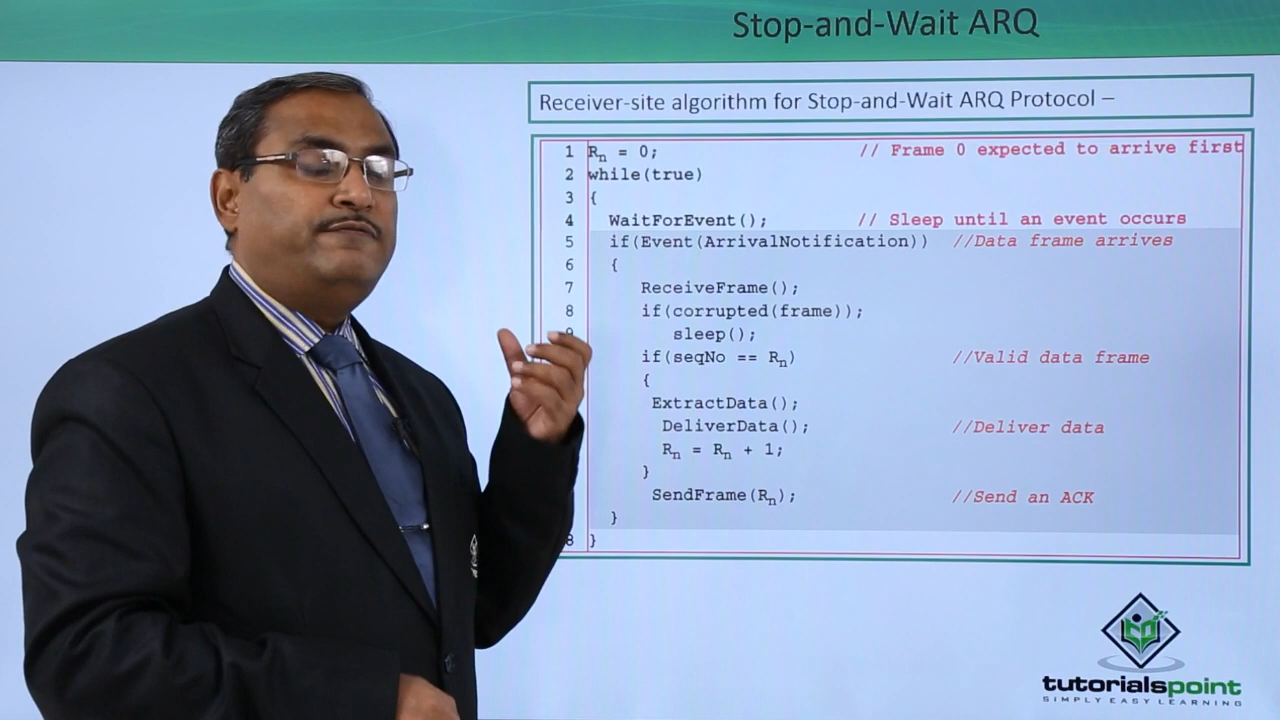 Stop-and-Wait ARQ
Receiver-site algorithm for Stop-and-Wait ARQ Protocol –
1 Rn = 0; // Frame 0 expected to arrive first
2 while(true)
3 {
4 WaitForEvent(); // Sleep until an event occurs
5 if(Event(ArrivalNotification)) //Data frame arrives
6 {
7 ReceiveFrame();
8 if(corrupted(frame));
sleep();
if(seqNo == Rn) //Valid data frame
{
ExtractData();
DeliverData(); //Deliver data
Rn = Rn + 1;
}
SendFrame(Rn); //Send an ACK
}
8 }
tutorialspoint
SIMPLY EASY LEARNING